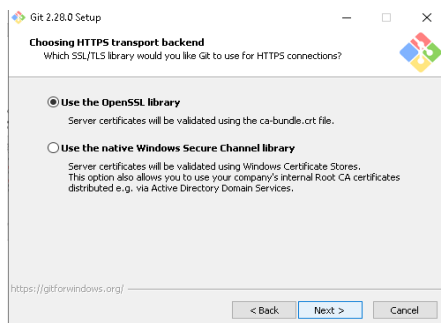 Git 2.28.0 Setup
Choosing HTTPS transport backend
Which SSL/TLS library would you like Git to use for HTTPS connections?
Use the OpenSSL library
Server certificates will be validated using the ca-bundle.crt file.
Use the native Windows Secure Channel library
Server certificates will be validated using Windows Certificate Stores.
This option also allows you to use your company's internal Root CA certificates
distributed e.g. via Active Directory Domain Services.
https://gitforwindows.org/
< Back Next > Cancel